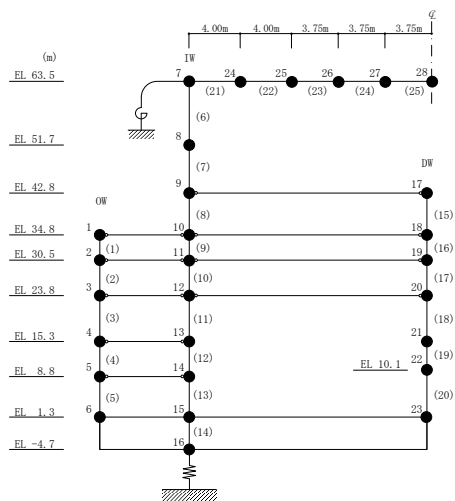 ℄
4.00m 4.00m 3.75m 3.75m 3.75m
(m) IW
EL 63.5 7 24 25 26 27 28
(21) (22) (23) (24) (25)
(6)
EL 51.7 8
(7)
EL 42.8 9 DW 17
OW (8) (15)
EL 34.8 1 10 18
(1) (9) (16)
EL 30.5 2 11 19
(2) (10) (17)
EL 23.8 3 12 20
(3) (11) (18)
EL 15.3 4 13 21
(4) (12) (19)
EL 8.8 5 14 EL 10.1 22
(5) (13) (20)
EL 1.3 6 15 23
(14)
EL -4.7 16